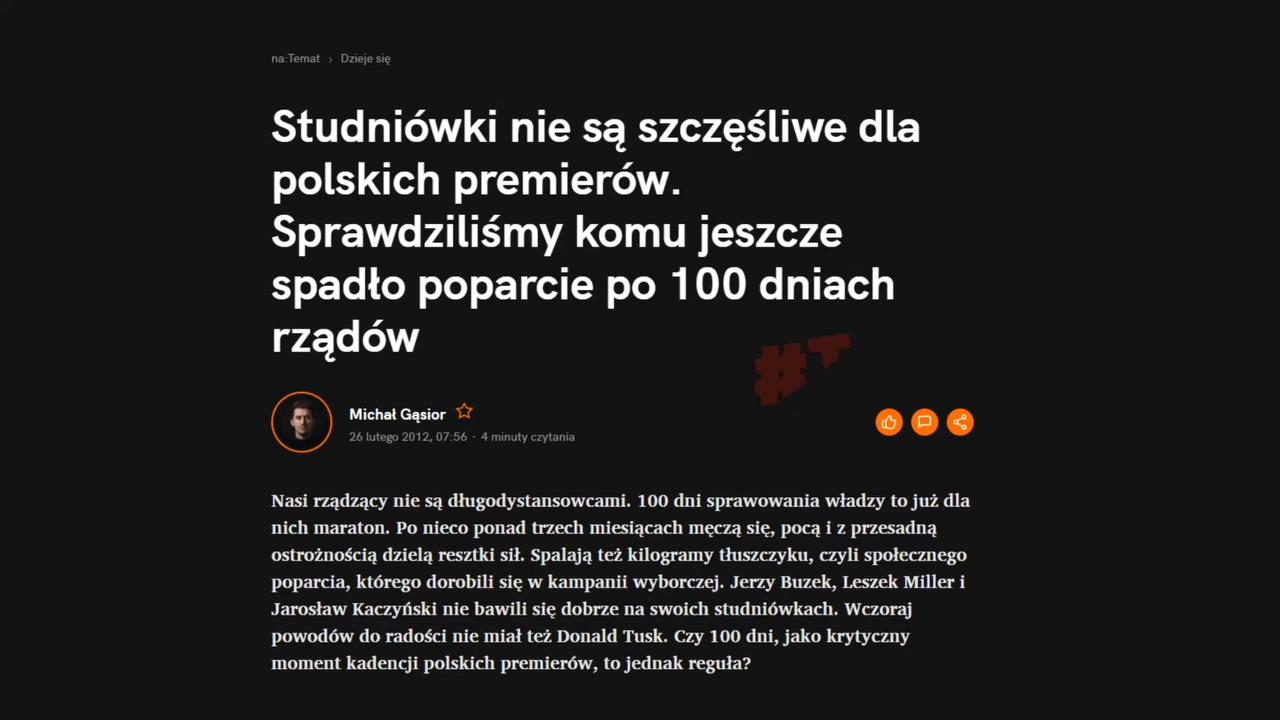 na:Temat › Dzieje się
Studniówki nie są szczęśliwe dla
polskich premierów.
Sprawdziliśmy komu jeszcze
spadło poparcie po 100 dniach
rządów
#T
Michał Gąsior
26 lutego 2012, 07:56 · 4 minuty czytania
Nasi rządzący nie są długodystansowcami. 100 dni sprawowania władzy to już dla
nich maraton. Po nieco ponad trzech miesiącach męczą się, pocą i z przesadną
ostrożnością dzielą resztki sił. Spalają też kilogramy tłuszczyku, czyli społecznego
poparcia, którego dorobili się w kampanii wyborczej. Jerzy Buzek, Leszek Miller i
Jarosław Kaczyński nie bawili się dobrze na swoich studniówkach. Wczoraj
powodów do radości nie miał też Donald Tusk. Czy 100 dni, jako krytyczny
moment kadencji polskich premierów, to jednak reguła?